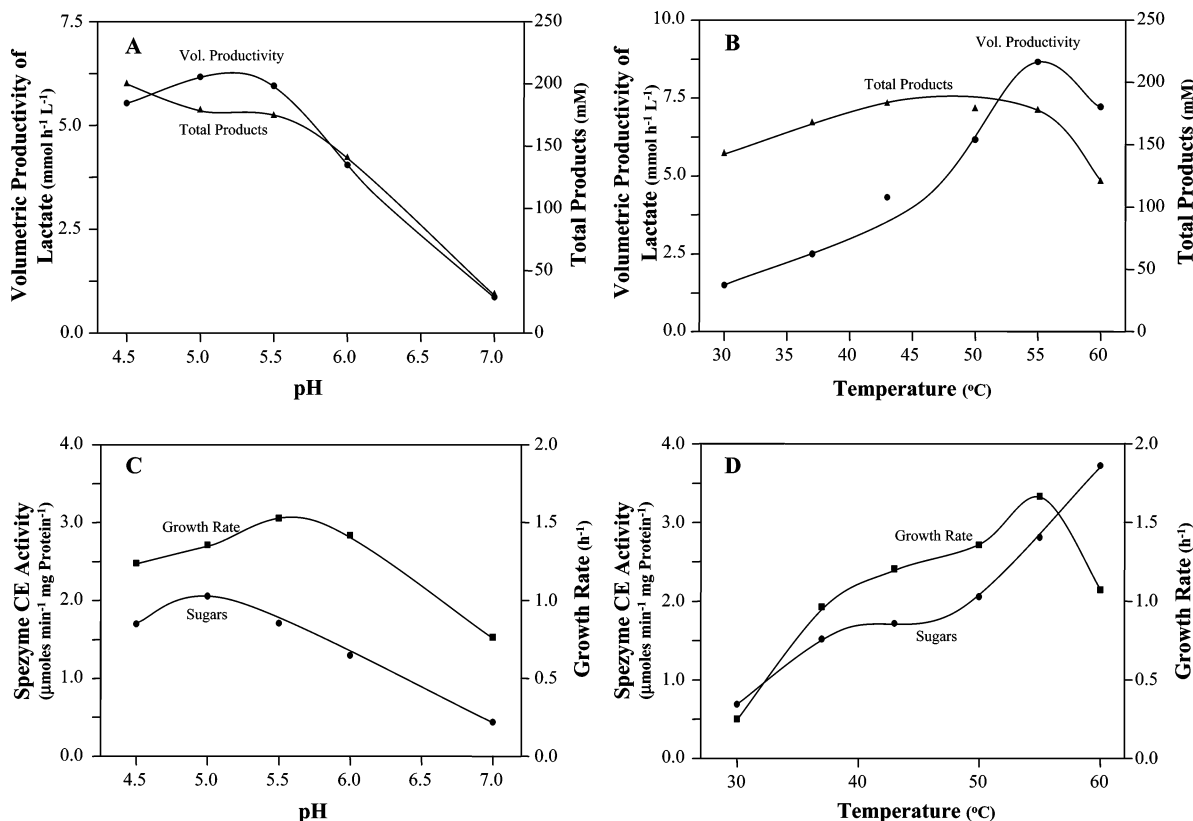 A
Volumetric Productivity of
Lactate (mmol h-1 L-1)
7.5
5.0
2.5
0.0
Vol. Productivity
Total Products
250
200
150
100
50
0
Total Products (mM)
4.5 5.0 5.5 6.0 6.5 7.0
pH
B
Volumetric Productivity of
Lactate (mmol h-1 L-1)
10.0
7.5
5.0
2.5
0.0
Vol. Productivity
Total Products
250
200
150
100
50
0
Total Products (mM)
30 35 40 45 50 55 60
Temperature (oC)
C
Spezyme CE Activity
(µmoles min-1 mg Protein-1)
4.0
3.0
2.0
1.0
0.0
Growth Rate
Sugars
2.0
1.5
1.0
0.5
0.0
Growth Rate (h-1)
4.5 5.0 5.5 6.0 6.5 7.0
pH
D
Spezyme CE Activity
(µmoles min-1 mg Protein-1)
4.0
3.0
2.0
1.0
0.0
Growth Rate
Sugars
2.0
1.5
1.0
0.5
0.0
Growth Rate (h-1)
30 40 50 60
Temperature (oC)